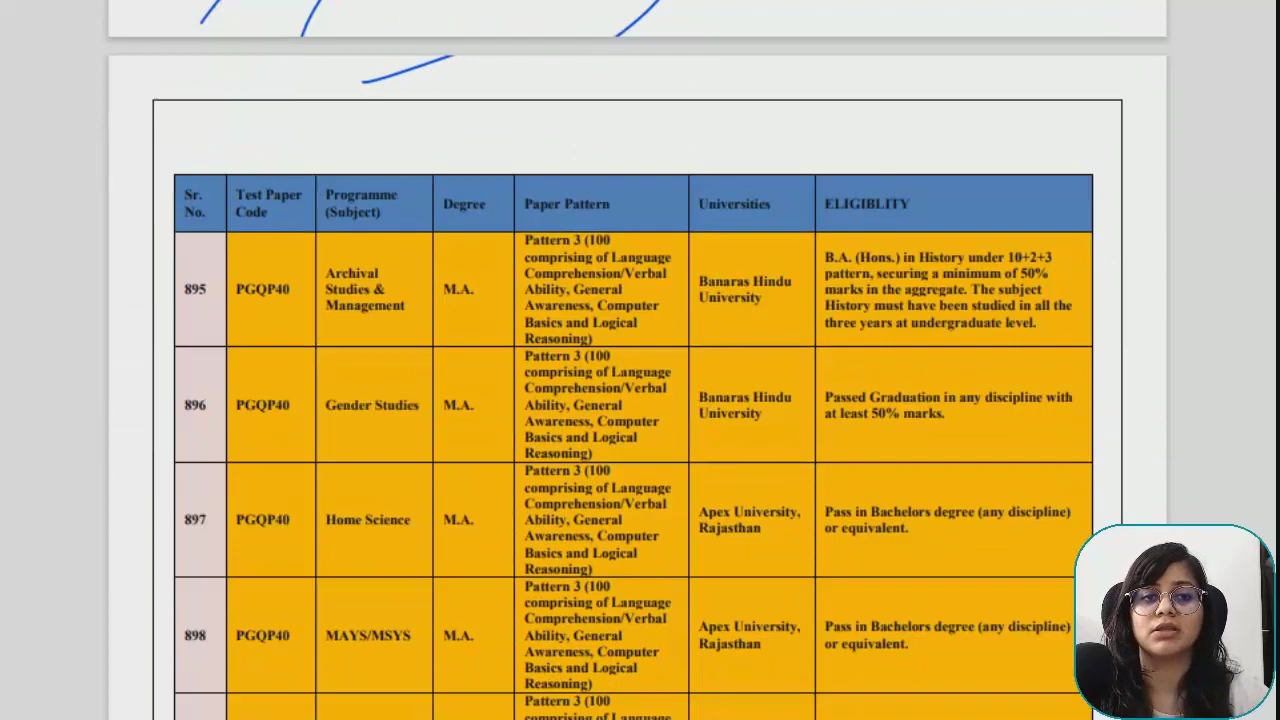 Sr. No.
Test Paper Code
Programme (Subject)
Degree
Paper Pattern
Universities
ELIGIBLITY
895
PGQP40
Archival
Studies &
Management
M.A.
Pattern 3 (100
comprising of Language
Comprehension/Verbal
Ability, General
Awareness, Computer
Basics and Logical
Reasoning)
Banaras Hindu
University
B.A. (Hons.) in History under 10+2+3
pattern, securing a minimum of 50%
marks in the aggregate. The subject
History must have been studied in all the
three years at undergraduate level.
896
PGQP40
Gender Studies
M.A.
Pattern 3 (100
comprising of Language
Comprehension/Verbal
Ability, General
Awareness, Computer
Basics and Logical
Reasoning)
Banaras Hindu
University
Passed Graduation in any discipline with
at least 50% marks.
897
PGQP40
Home Science
M.A.
Pattern 3 (100
comprising of Language
Comprehension/Verbal
Ability, General
Awareness, Computer
Basics and Logical
Reasoning)
Apex University,
Rajasthan
Pass in Bachelors degree (any discipline)
or equivalent.
898
PGQP40
MAYS/MSYS
M.A.
Pattern 3 (100
comprising of Language
Comprehension/Verbal
Ability, General
Awareness, Computer
Basics and Logical
Reasoning)
Apex University,
Rajasthan
Pass in Bachelors degree (any discipline)
or equivalent.
Pattern 3 (100
comprising of Language